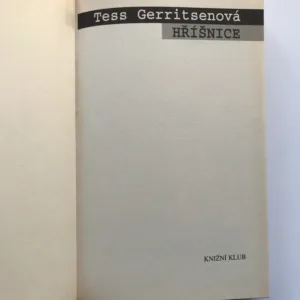 Tess Gerritsenová
HŘÍŠNICE
KNIŽNÍ KLUB